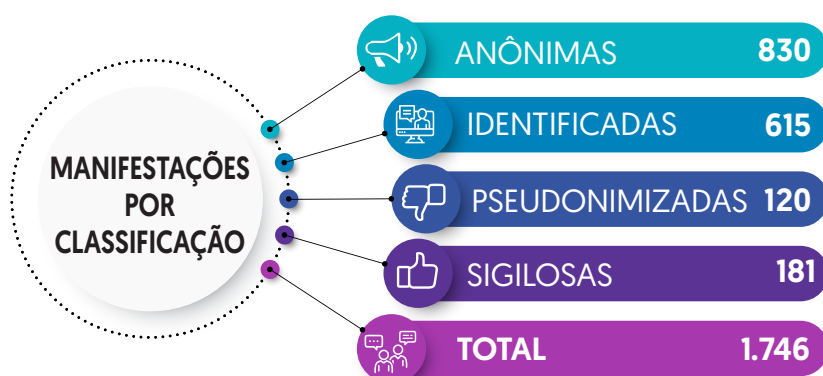 MANIFESTAÇÕES
POR
CLASSIFICAÇÃO
ANÔNIMAS 830
IDENTIFICADAS 615
PSEUDONIMIZADAS 120
SIGILOSAS 181
TOTAL 1.746